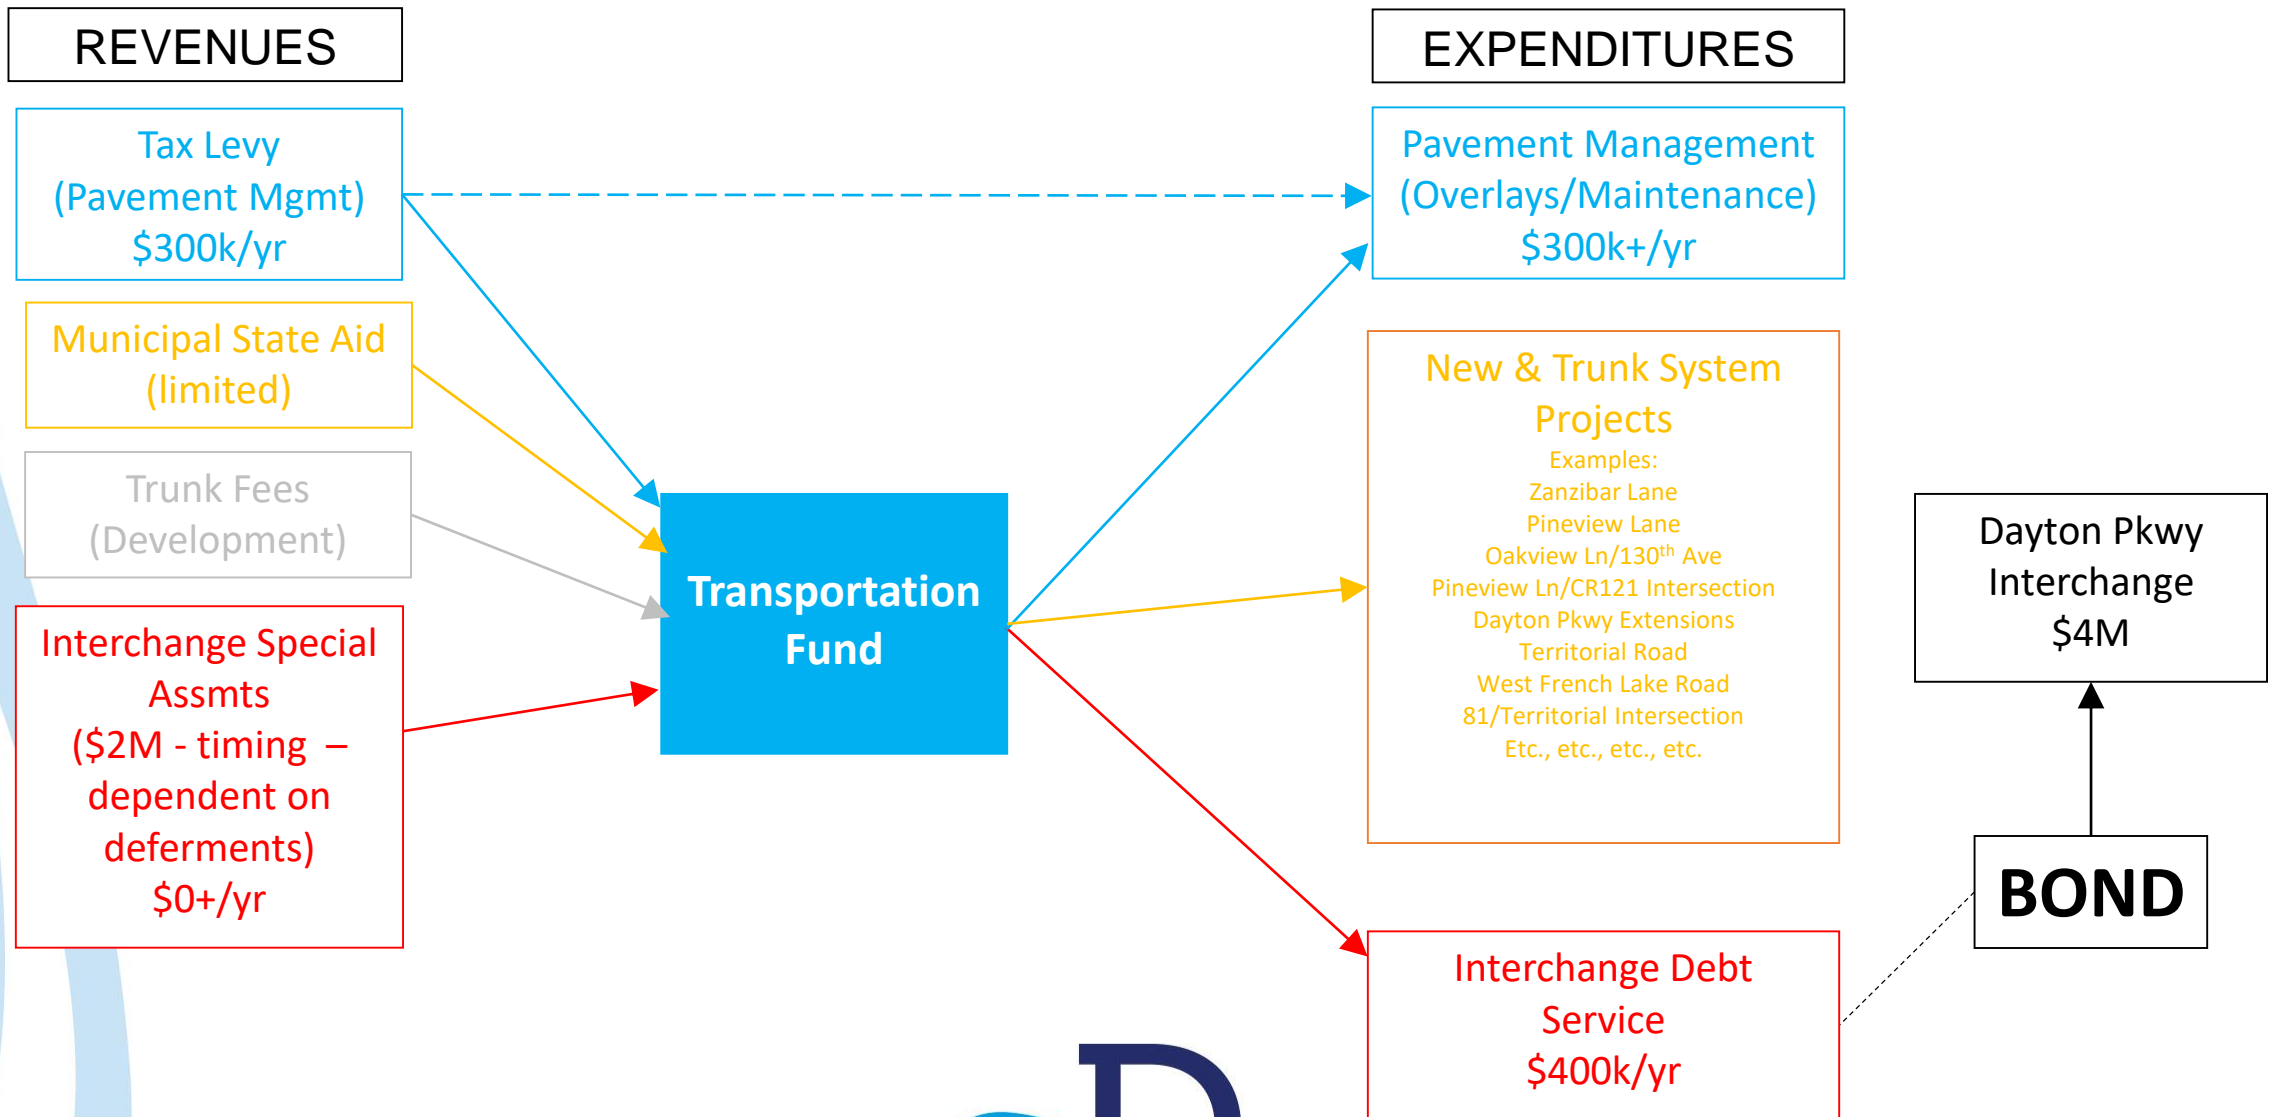 REVENUES
Tax Levy
(Pavement Mgmt)
$300k/yr
Municipal State Aid
(limited)
Trunk Fees
(Development)
Interchange Special
Assmts
($2M - timing –
dependent on
deferments)
$0+/yr
Transportation
Fund
EXPENDITURES
Pavement Management
(Overlays/Maintenance)
$300k+/yr
New & Trunk System
Projects
Examples:
Zanzibar Lane
Pineview Lane
Oakview Ln/130th Ave
Pineview Ln/CR121 Intersection
Dayton Pkwy Extensions
Territorial Road
West French Lake Road
81/Territorial Intersection
Etc., etc., etc., etc.
Interchange Debt
Service
$400k/yr
Dayton Pkwy
Interchange
$4M
BOND
D